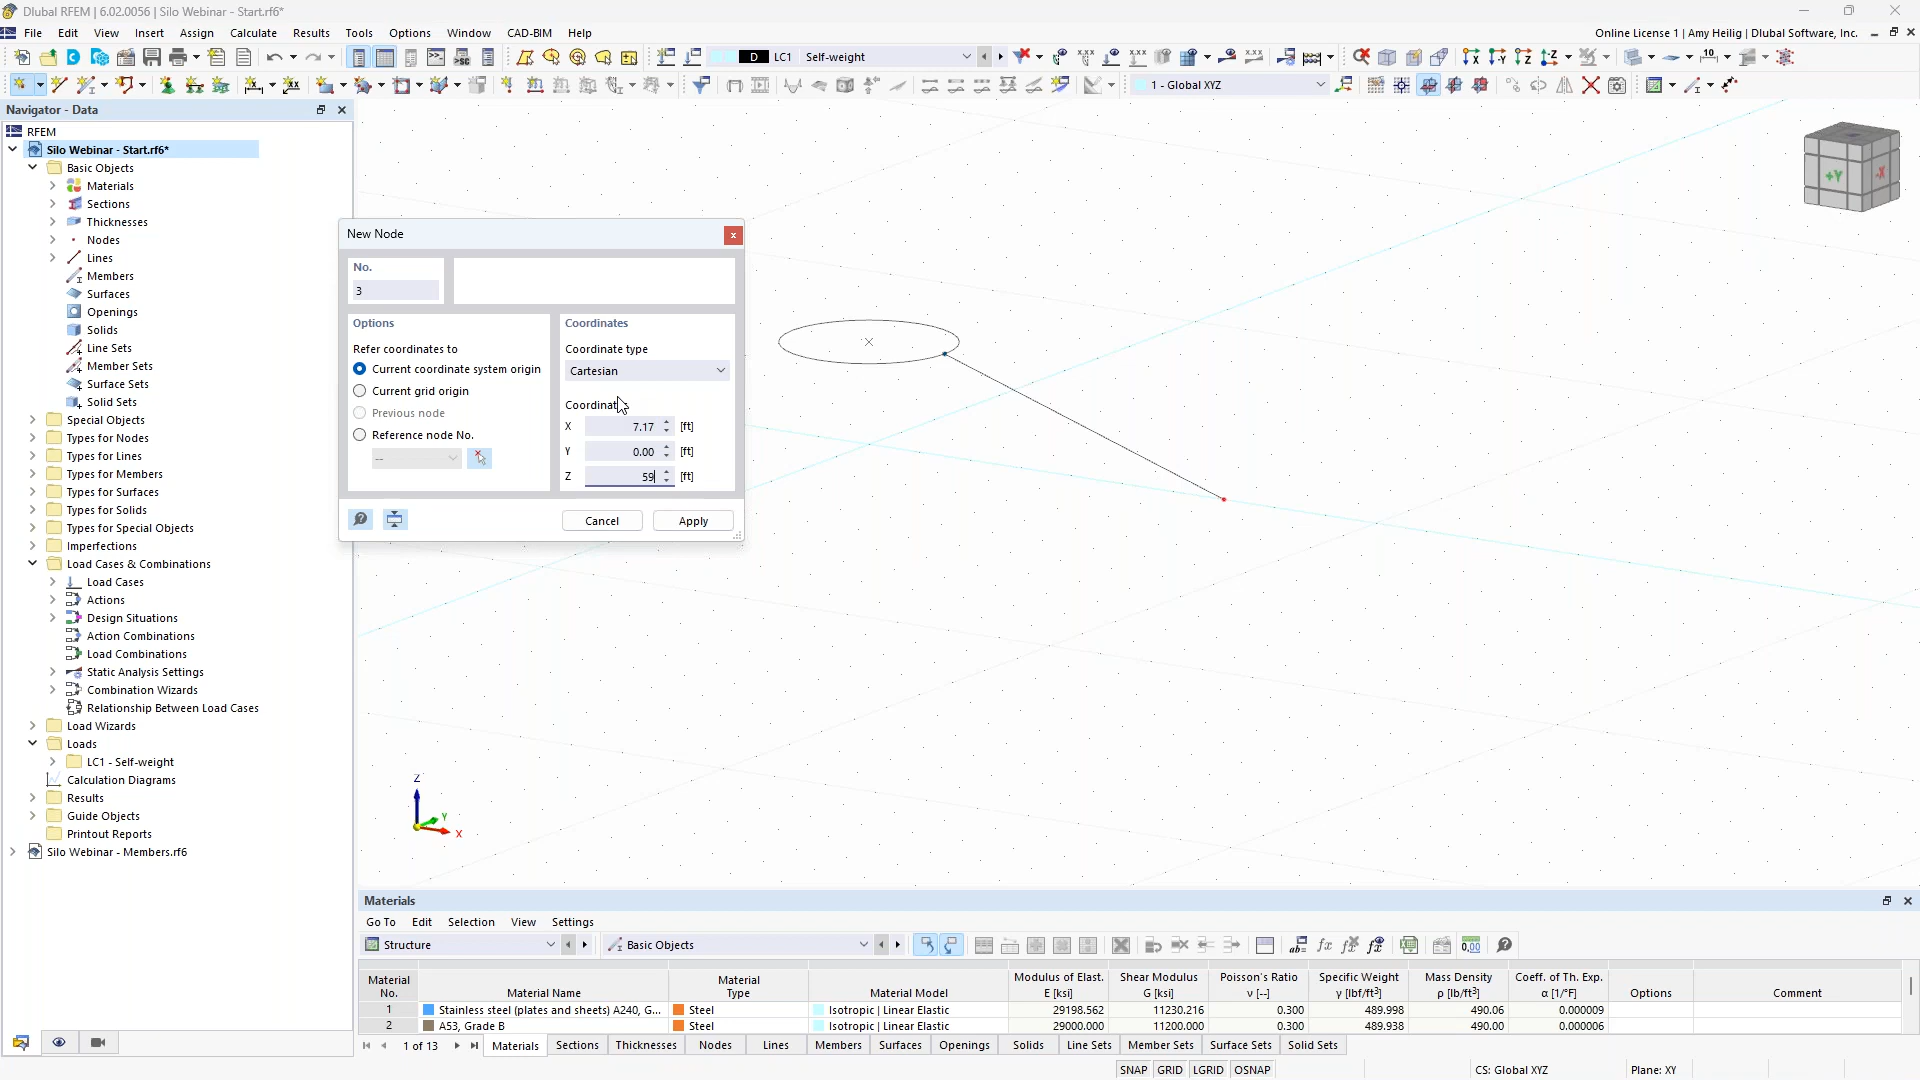 Dlubal RFEM | 6.02.0056 | Silo Webinar - Start.rf6*
File Edit View Insert Assign Calculate Results Tools Options Window CAD-BIM Help
Online License 1 | Amy Heilig | Dlubal Software, Inc.
D LC1 Self-weight
1 - Global XYZ
Navigator - Data
RFEM
Silo Webinar - Start.rf6*
Basic Objects
Materials
Sections
Thicknesses
Nodes
Lines
Members
Surfaces
Openings
Solids
Line Sets
Member Sets
Surface Sets
Solid Sets
Special Objects
Types for Nodes
Types for Lines
Types for Members
Types for Surfaces
Types for Solids
Types for Special Objects
Imperfections
Load Cases & Combinations
Load Cases
Actions
Design Situations
Action Combinations
Load Combinations
Static Analysis Settings
Combination Wizards
Relationship Between Load Cases
Load Wizards
Loads
LC1 - Self-weight
Calculation Diagrams
Results
Guide Objects
Printout Reports
Silo Webinar - Members.rf6
New Node
No.
3
Options
Refer coordinates to
Current coordinate system origin
Current grid origin
Previous node
Reference node No.
--
Coordinates
Coordinate type
Cartesian
Coordinat
X 7.17 [ft]
Y 0.00 [ft]
Z 59 [ft]
Cancel Apply
+Y -X
Z
Y
X
Materials
Go To Edit Selection View Settings
Structure Basic Objects
Material No. Material Name Material Type Material Model Modulus of Elast. E [ksi] Shear Modulus G [ksi] Poisson's Ratio ν [--] Specific Weight γ [lbf/ft³] Mass Density ρ [lb/ft³] Coeff. of Th. Exp. α [1/°F] Options Comment
1 Stainless steel (plates and sheets) A240, G... Steel Isotropic | Linear Elastic 29198.562 11230.216 0.300 489.998 490.06 0.000009
2 A53, Grade B Steel Isotropic | Linear Elastic 29000.000 11200.000 0.300 489.938 490.00 0.000006
1 of 13 Materials Sections Thicknesses Nodes Lines Members Surfaces Openings Solids Line Sets Member Sets Surface Sets Solid Sets
SNAP GRID LGRID OSNAP CS: Global XYZ Plane: XY